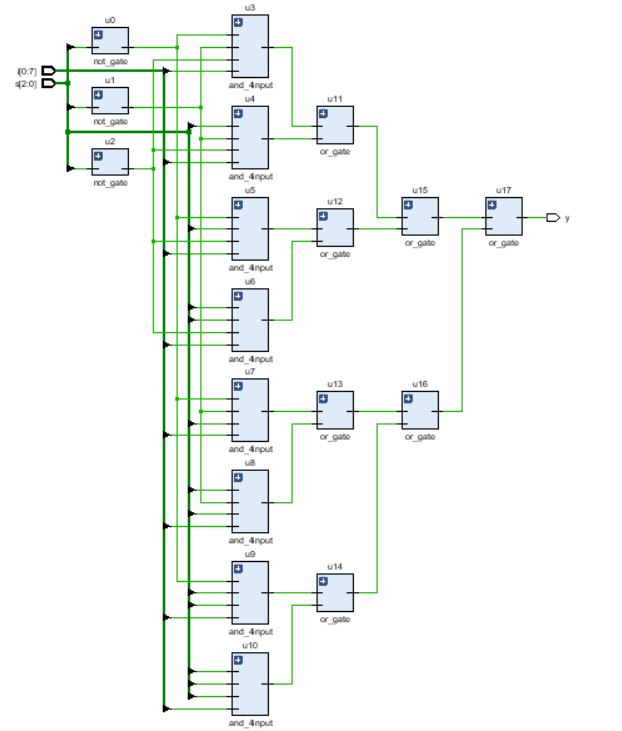 u3
u0
not_gate
I[0:7]
s[2:0]
u1
and_4input
not_gate
u4
u11
u2
or_gate
not_gate
and_4input
u5
u12
u15
u17
y
or_gate
or_gate
or_gate
and_4input
u6
and_4input
u7
u13
u16
or_gate
or_gate
and_4input
u8
and_4input
u9
u14
or_gate
and_4input
u10
and_4input